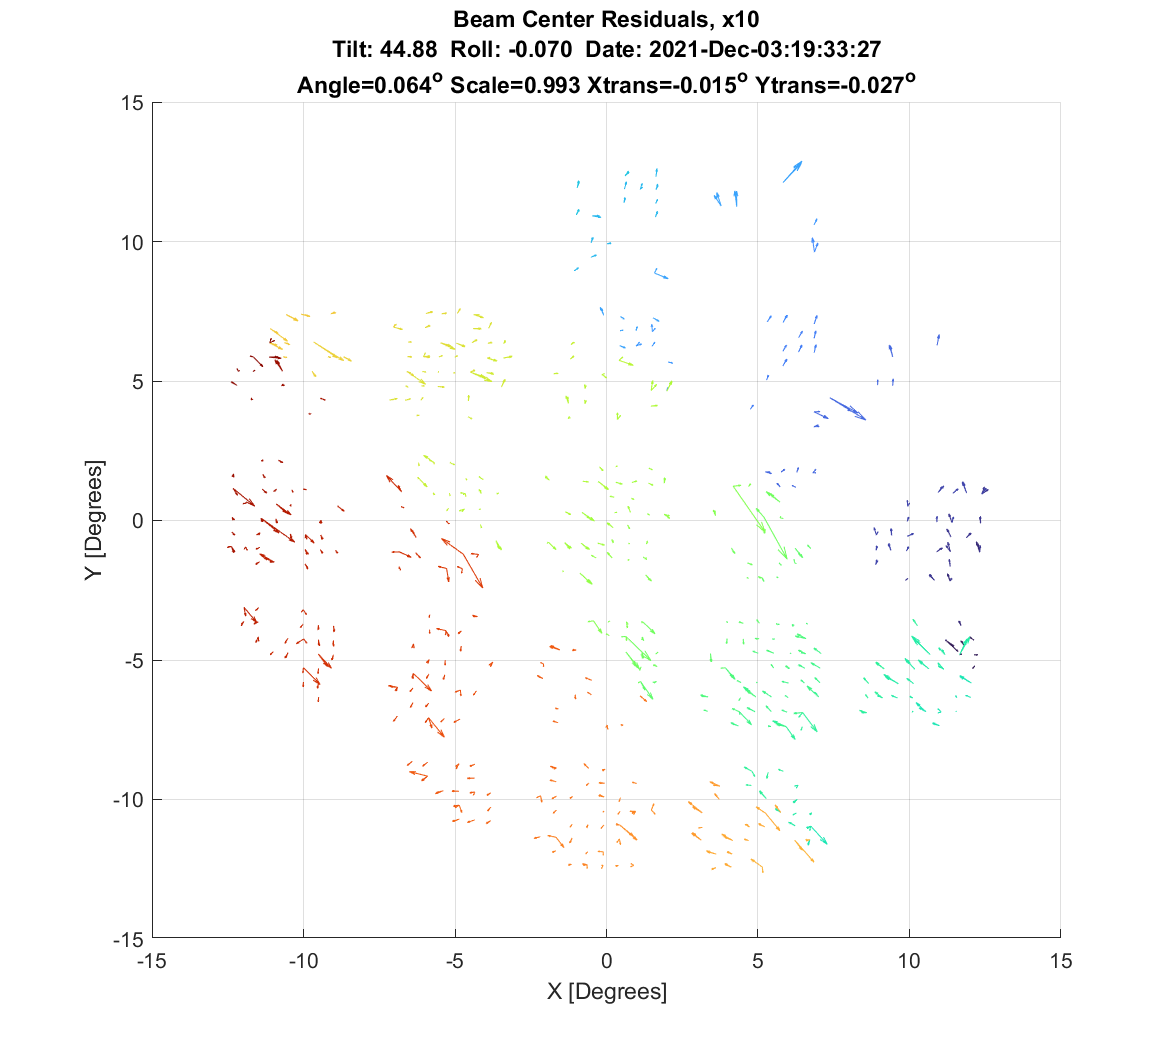 Beam Center Residuals, x10
Tilt: 44.88 Roll: -0.070 Date: 2021-Dec-03:19:33:27
Angle=0.064° Scale=0.993 Xtrans=-0.015° Ytrans=-0.027°
15
10
5
0
-5
-10
-15
Y [Degrees]
-15 -10 -5 0 5 10 15
X [Degrees]